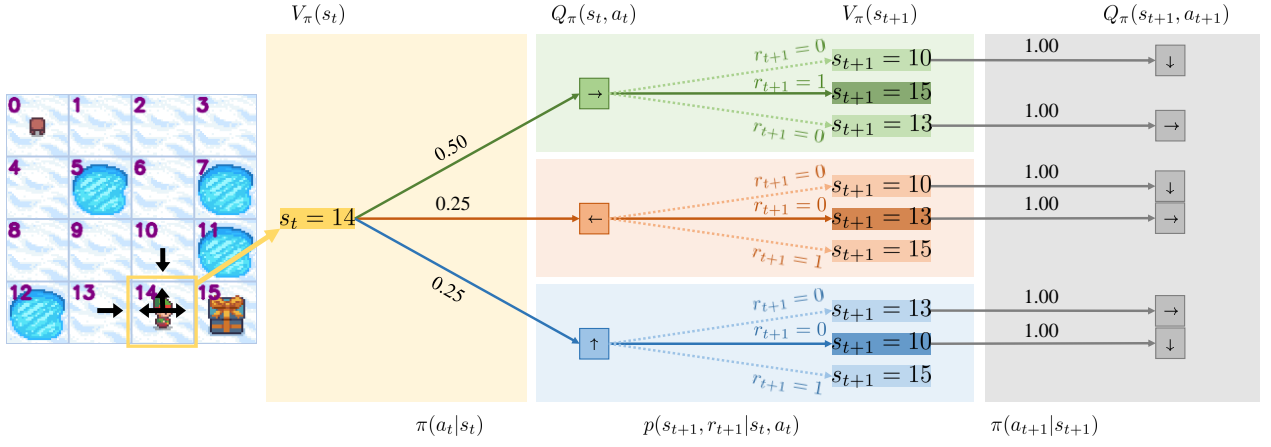 V_π(s_t) Q_π(s_t, a_t) V_π(s_{t+1}) Q_π(s_{t+1}, a_{t+1})
0 1 2 3
4 5 6 7
8 9 10 11
12 13 14 15
s_t = 14
0.50
0.25
0.25
→
r_{t+1} = 0 s_{t+1} = 10 1.00 ↓
r_{t+1} = 1 s_{t+1} = 15
r_{t+1} = 0 s_{t+1} = 13 1.00 →
←
r_{t+1} = 0 s_{t+1} = 10 1.00 ↓
r_{t+1} = 0 s_{t+1} = 13 1.00 →
r_{t+1} = 1 s_{t+1} = 15
↑
r_{t+1} = 0 s_{t+1} = 13 1.00 →
r_{t+1} = 0 s_{t+1} = 10 1.00 ↓
r_{t+1} = 1 s_{t+1} = 15
π(a_t|s_t) p(s_{t+1}, r_{t+1}|s_t, a_t) π(a_{t+1}|s_{t+1})